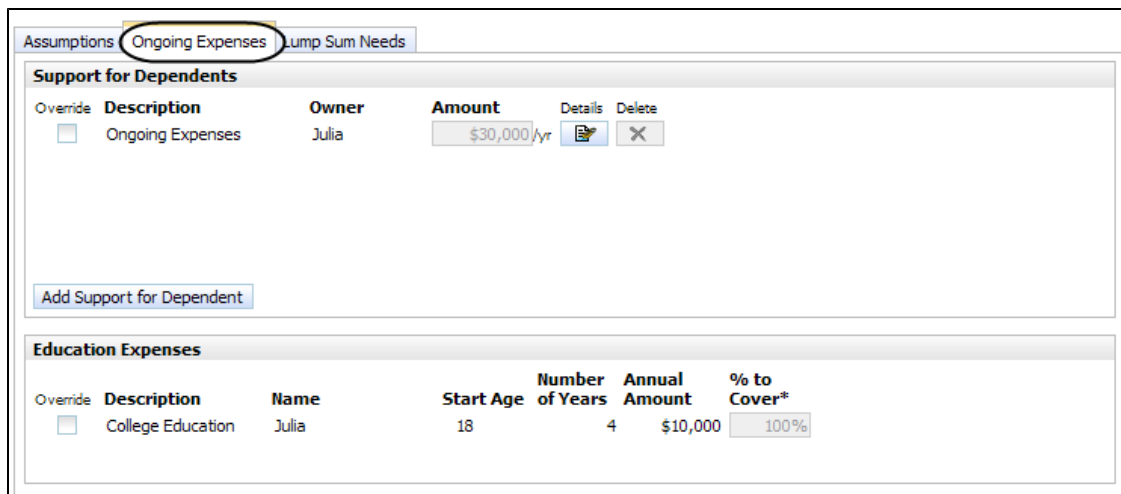 Assumptions Ongoing Expenses Lump Sum Needs
Support for Dependents
Override Description Owner Amount Details Delete
Ongoing Expenses Julia $30,000 /yr
Add Support for Dependent
Education Expenses
Override Description Name Start Age Number of Years Annual Amount % to Cover*
College Education Julia 18 4 $10,000 100%